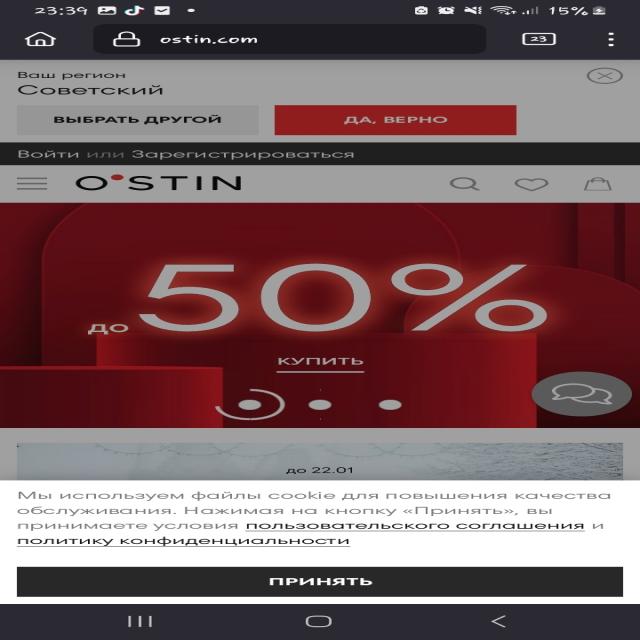 23:39
15%
ostin.com
23
Ваш регион
Советский
ВЫБРАТЬ ДРУГОЙ
ДА, ВЕРНО
Войти или Зарегистрироваться
O'STIN
до 50%
КУПИТЬ
до 22.01
Мы используем файлы cookie для повышения качества
обслуживания. Нажимая на кнопку «Принять», вы
принимаете условия пользовательского соглашения и
политику конфиденциальности
ПРИНЯТЬ